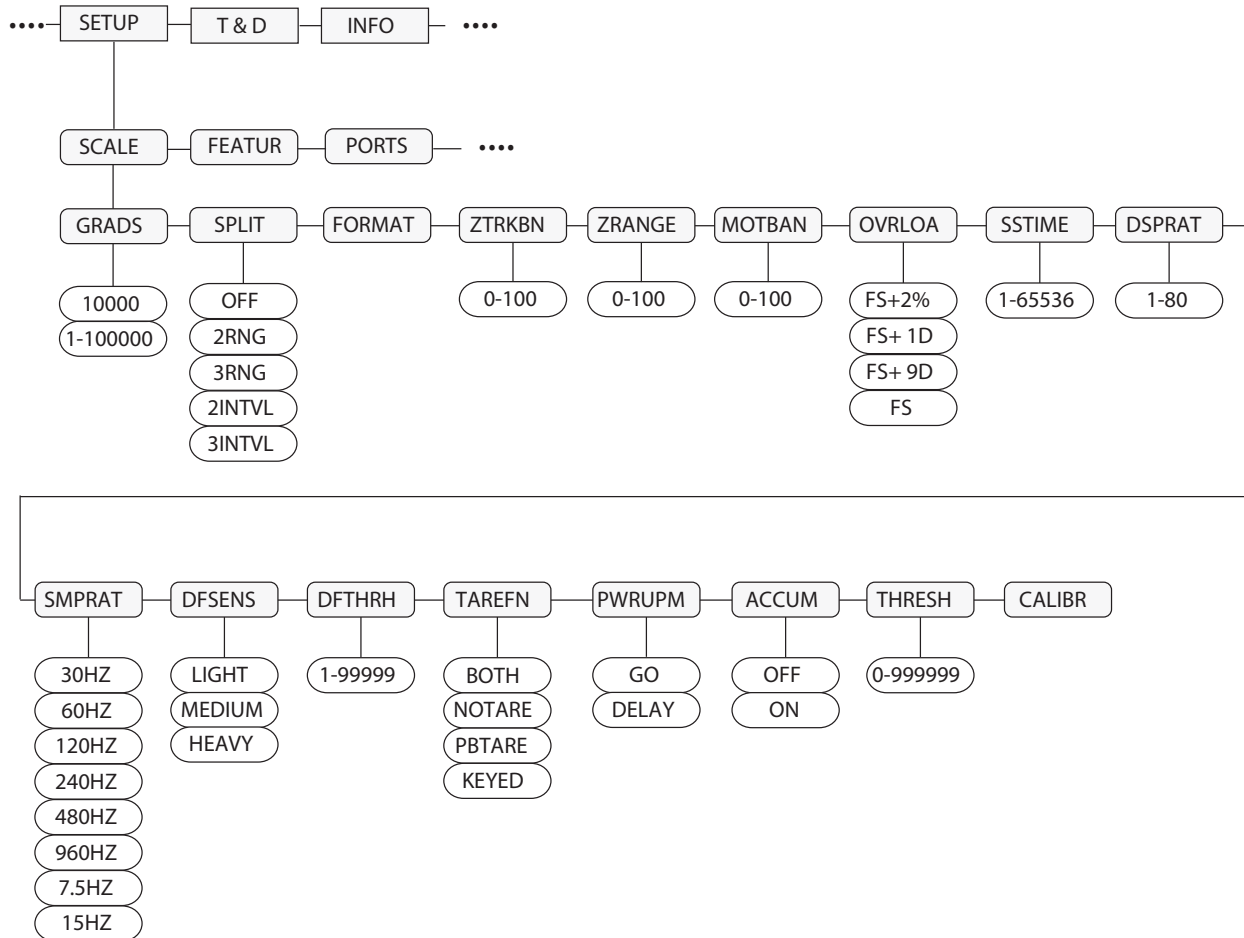 •••• SETUP T & D INFO ••••
SCALE FEATUR PORTS ••••
GRADS SPLIT FORMAT ZTRKBN ZRANGE MOTBAN OVRLOA SSTIME DSPRAT
10000 OFF 0-100 0-100 0-100 FS+2% 1-65536 1-80
1-100000 2RNG FS+ 1D
3RNG FS+ 9D
2INTVL FS
3INTVL
SMPRAT DFSENS DFTHRH TAREFN PWRUPM ACCUM THRESH CALIBR
30HZ LIGHT 1-99999 BOTH GO OFF 0-999999
60HZ MEDIUM NOTARE DELAY ON
120HZ HEAVY PBTARE
240HZ KEYED
480HZ
960HZ
7.5HZ
15HZ